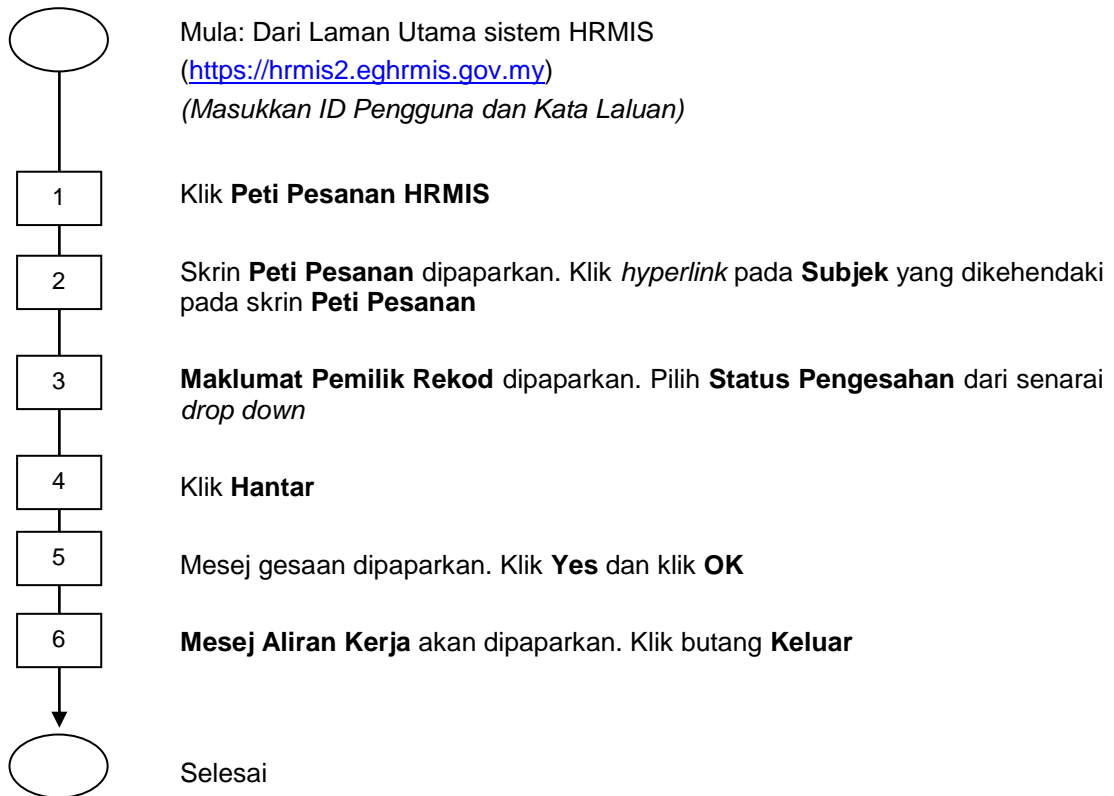 Mula: Dari Laman Utama sistem HRMIS
(https://hrmis2.eghrmis.gov.my)
(Masukkan ID Pengguna dan Kata Laluan)
1
Klik Peti Pesanan HRMIS
2
Skrin Peti Pesanan dipaparkan. Klik hyperlink pada Subjek yang dikehendaki
pada skrin Peti Pesanan
3
Maklumat Pemilik Rekod dipaparkan. Pilih Status Pengesahan dari senarai
drop down
4
Klik Hantar
5
Mesej gesaan dipaparkan. Klik Yes dan klik OK
6
Mesej Aliran Kerja akan dipaparkan. Klik butang Keluar
Selesai